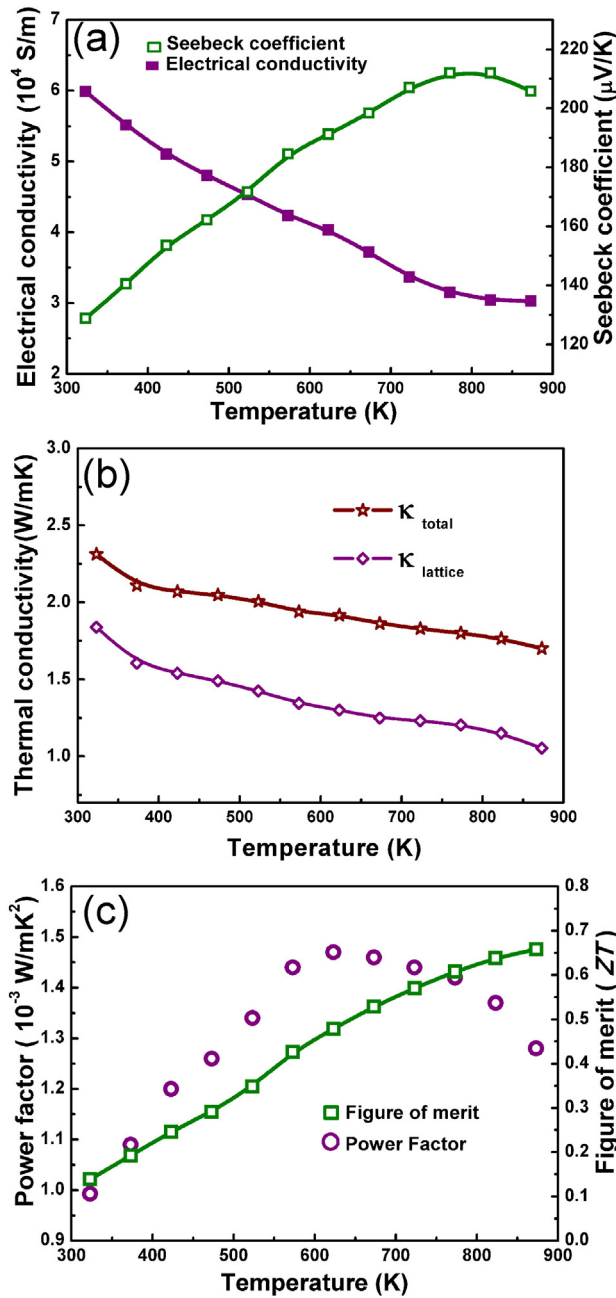 (a)
Seebeck coefficient
Electrical conductivity
Electrical conductivity (10⁴ S/m)
7
6
5
4
3
2
Seebeck coefficient (μV/K)
220
200
180
160
140
120
300 400 500 600 700 800 900
Temperature (K)
(b)
κ total
κ lattice
Thermal conductivity(W/mK)
3.0
2.5
2.0
1.5
1.0
300 400 500 600 700 800 900
Temperature (K)
(c)
Figure of merit
Power Factor
Power factor ( 10⁻³ W/mK²)
1.6
1.5
1.4
1.3
1.2
1.1
1.0
0.9
Figure of merit ( ZT)
0.8
0.7
0.6
0.5
0.4
0.3
0.2
0.1
0.0
300 400 500 600 700 800 900
Temperature (K)